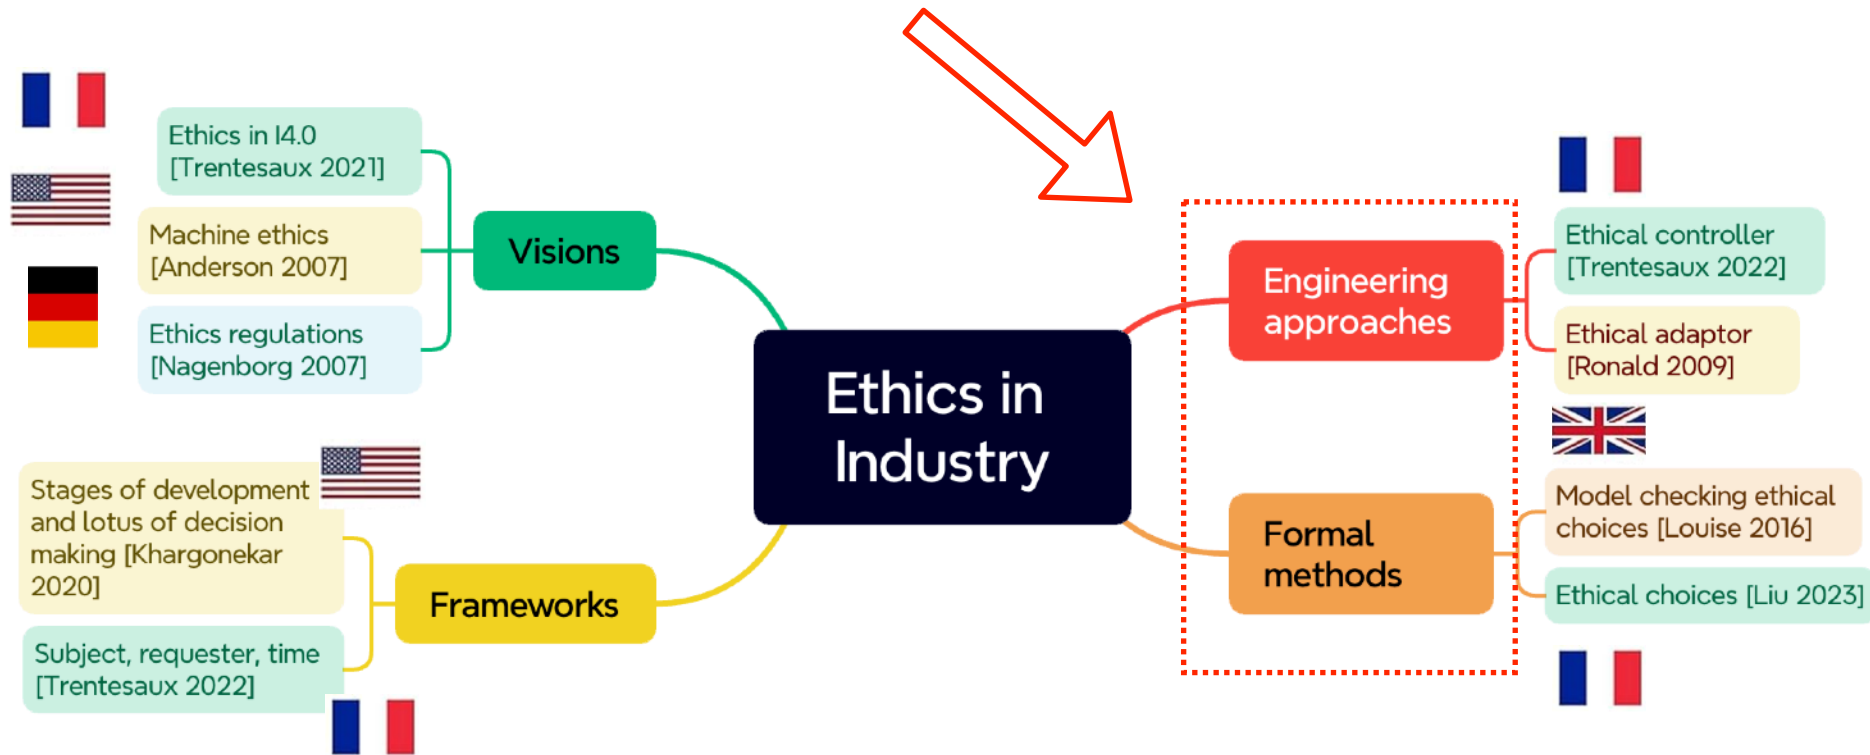 Ethics in I4.0
[Trentesaux 2021]
Machine ethics
[Anderson 2007]
Ethics regulations
[Nagenborg 2007]
Visions
Stages of development
and lotus of decision
making [Khargonekar
2020]
Subject, requester, time
[Trentesaux 2022]
Frameworks
Ethics in
Industry
Engineering
approaches
Ethical controller
[Trentesaux 2022]
Ethical adaptor
[Ronald 2009]
Formal
methods
Model checking ethical
choices [Louise 2016]
Ethical choices [Liu 2023]